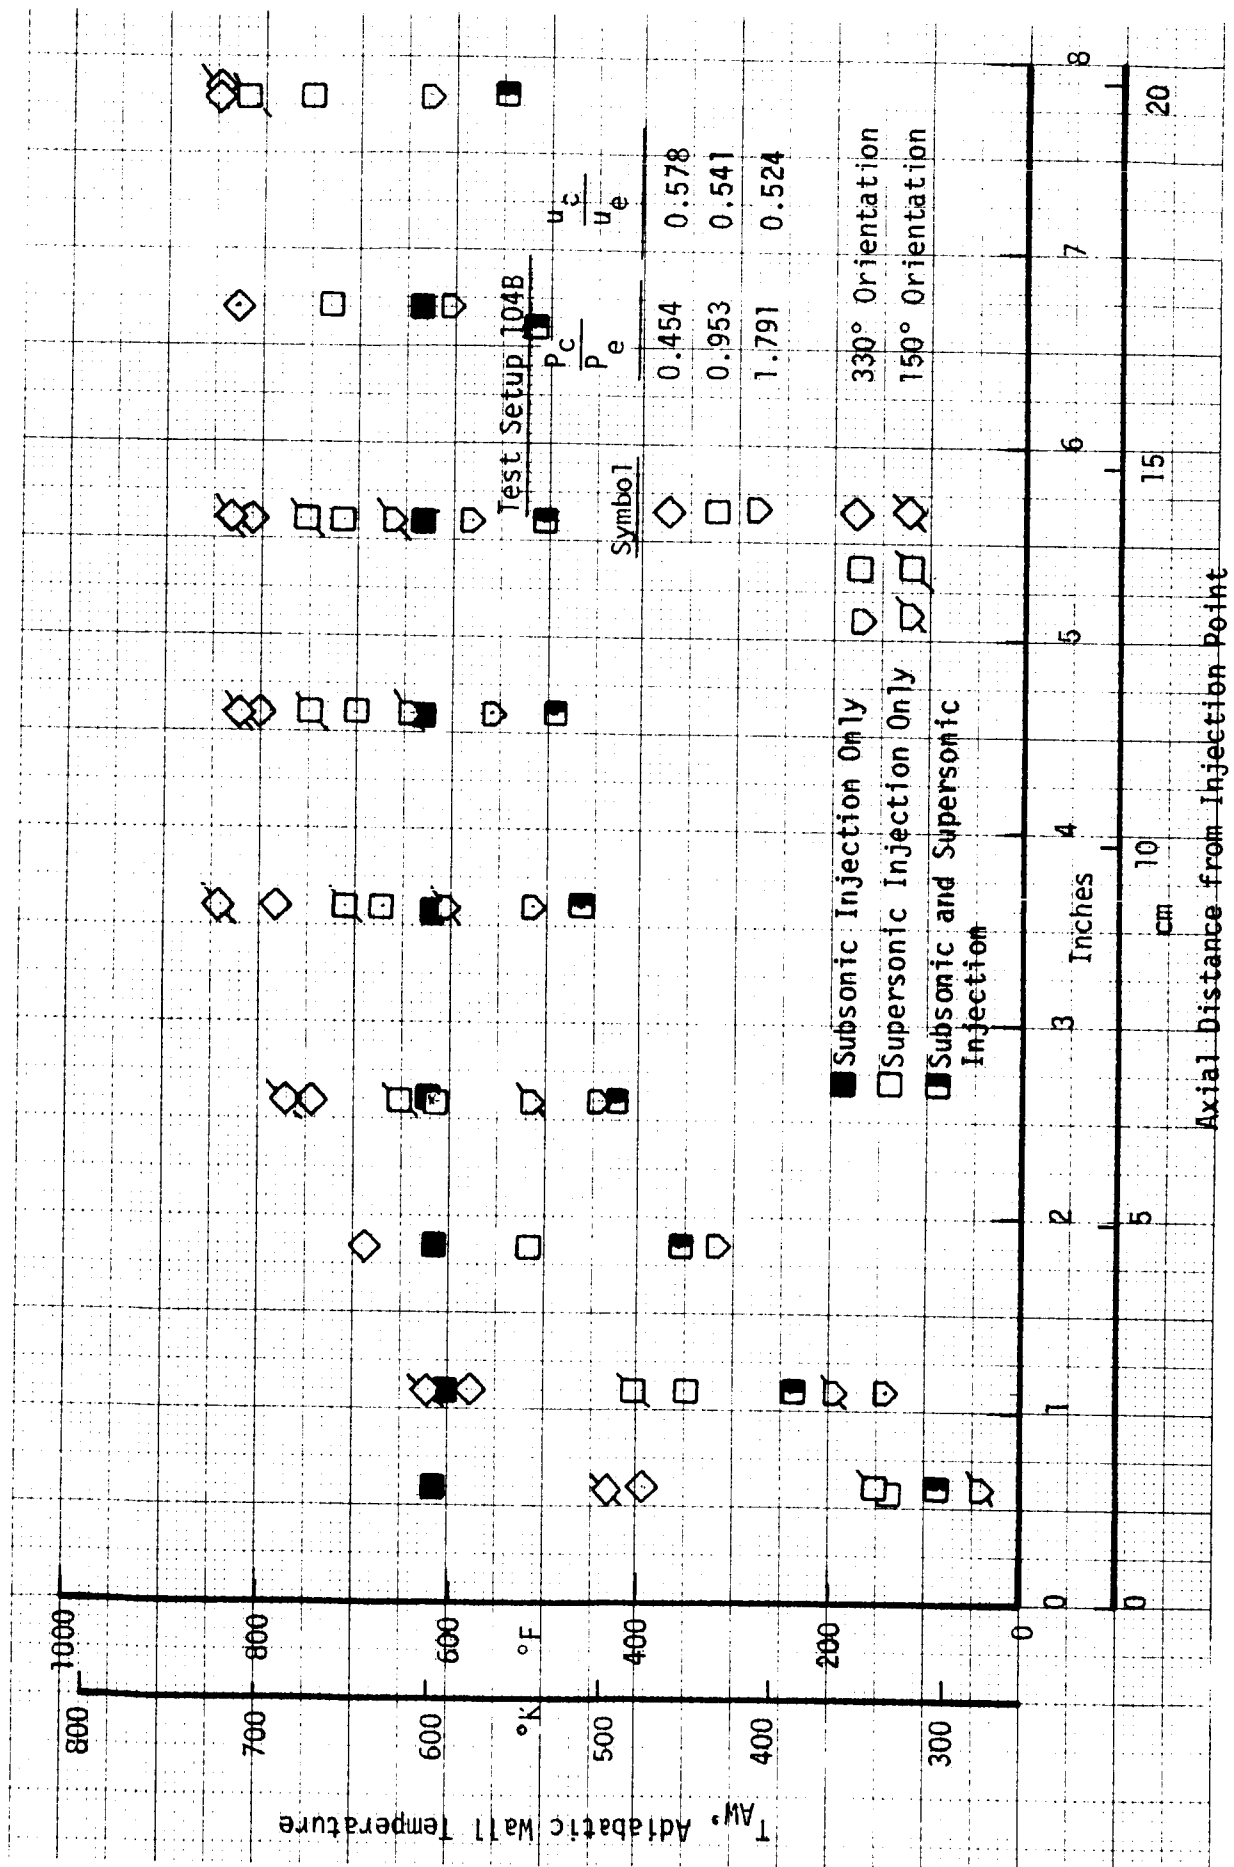 T_AW, Adiabatic Wall Temperature
°K
800
700
600
500
400
300
°F
1000
800
600
400
200
0
Test Setup 104B
Symbol P_c/P_e u_c/u_e
◇ 0.454 0.578
□ 0.953 0.541
1.791 0.524
■ Subsonic Injection Only 330° Orientation
□ Supersonic Injection Only 150° Orientation
Subsonic and Supersonic
Injection
0 1 2 3 4 5 6 7 8
Inches
0 5 10 15 20
cm
Axial Distance from Injection Point